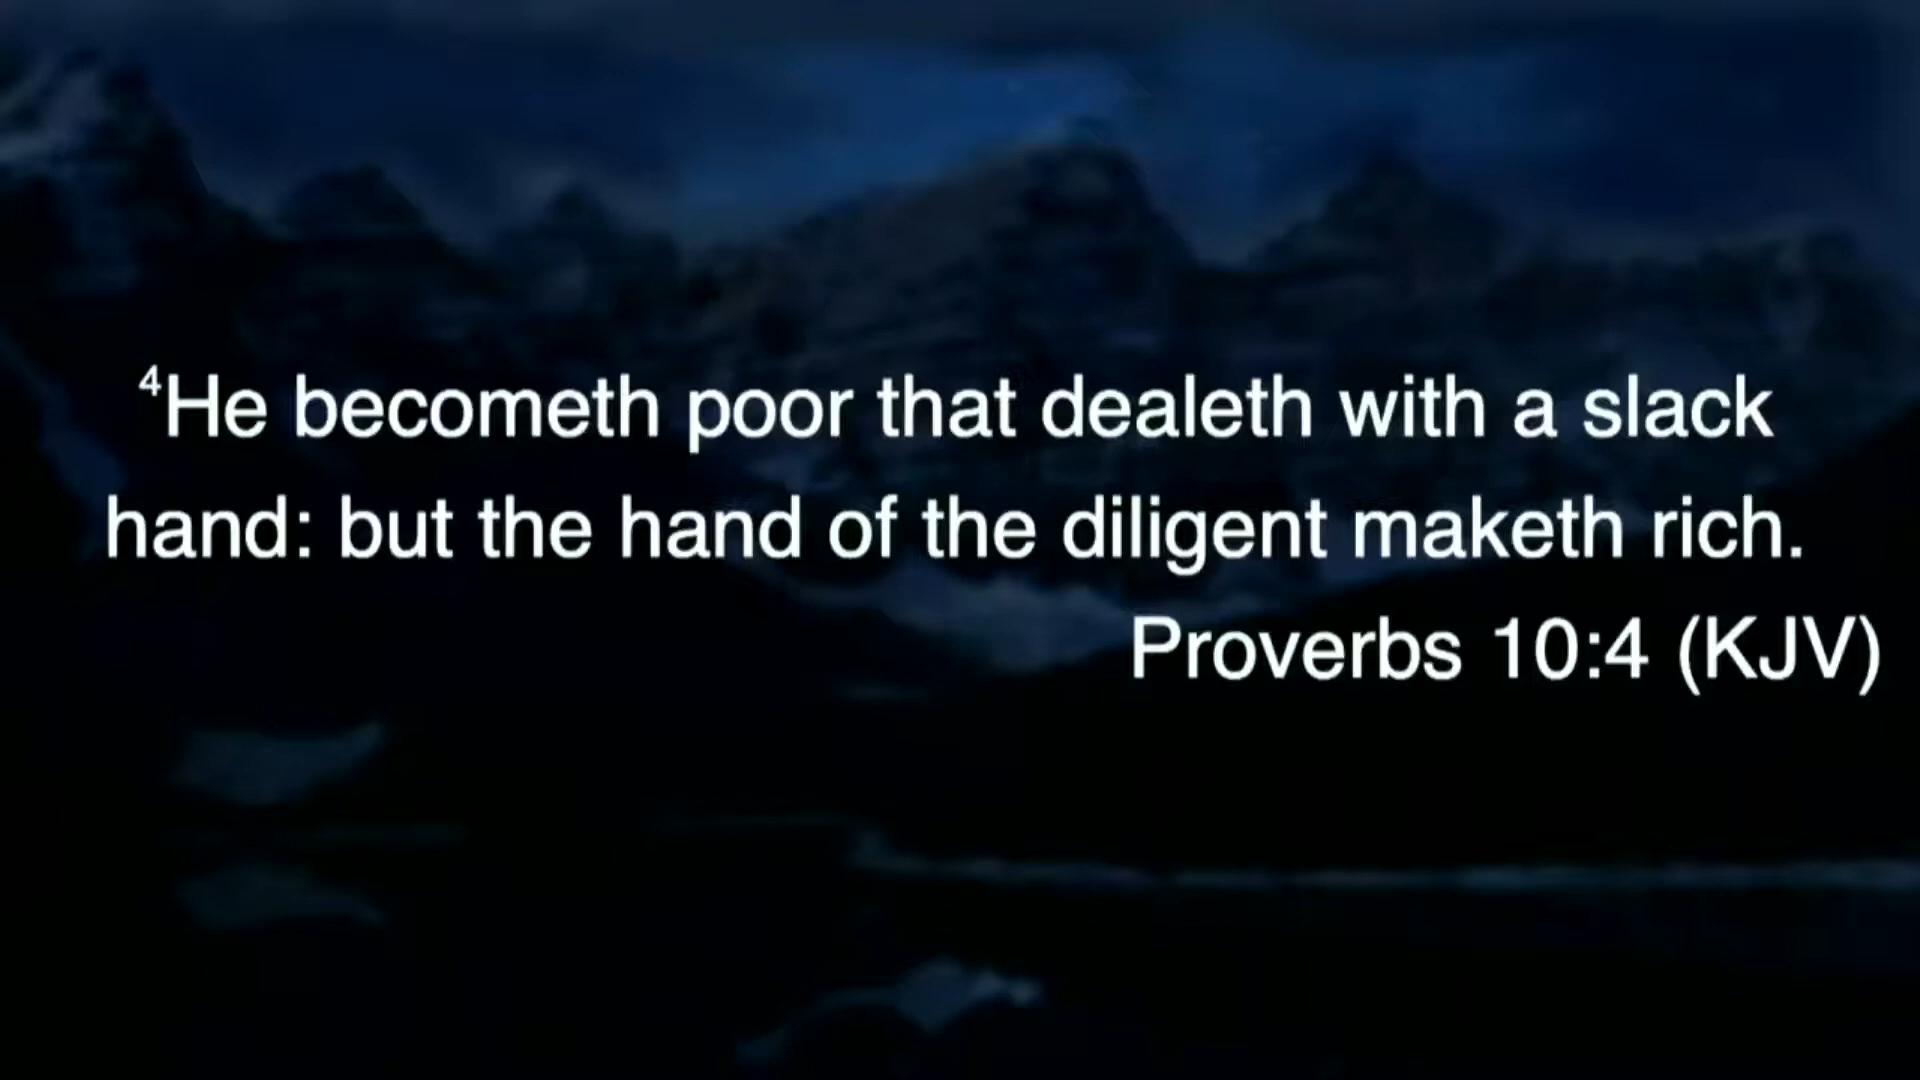 ⁴He becometh poor that dealeth with a slack
hand: but the hand of the diligent maketh rich.
Proverbs 10:4 (KJV)